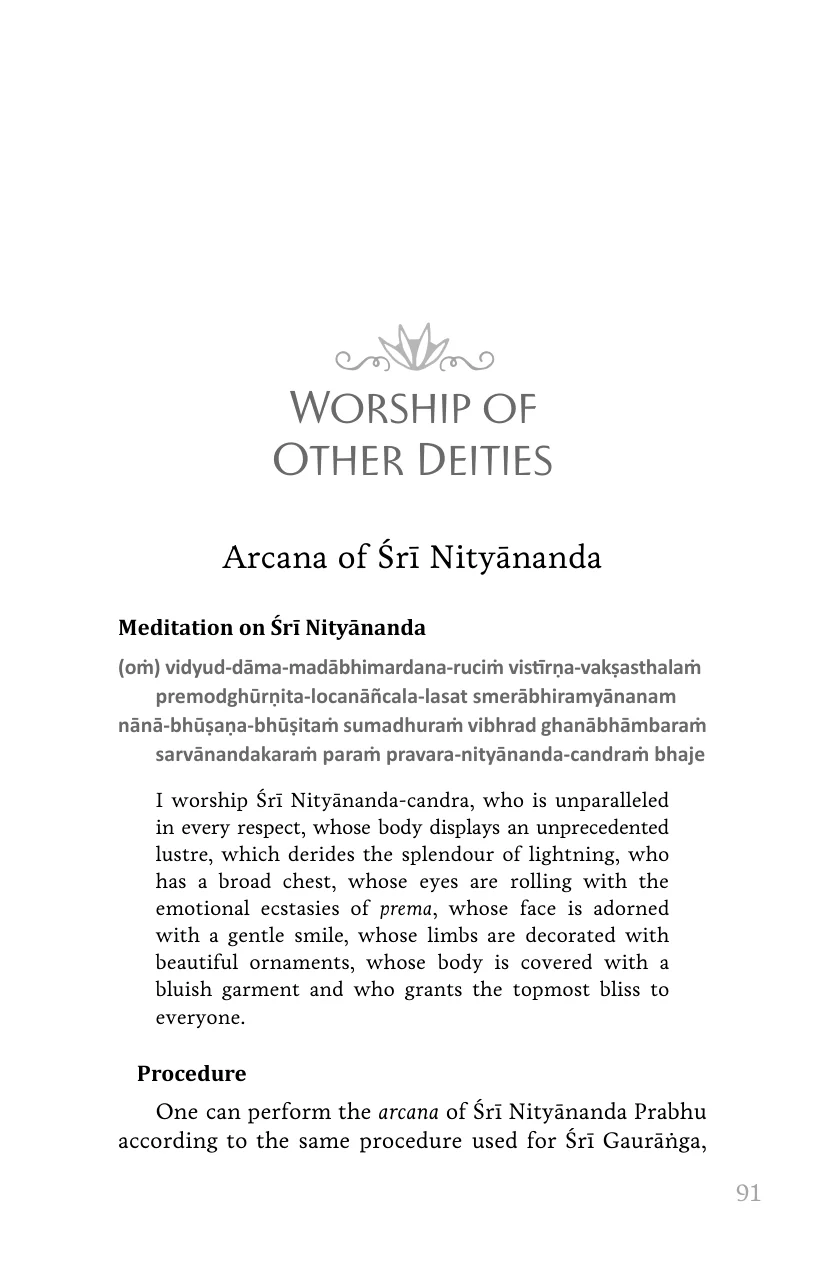 Worship of
Other Deities
Arcana of Śrī Nityānanda
Meditation on Śrī Nityānanda
(oṁ) vidyud-dāma-madābhimardana-ruciṁ vistīrṇa-vakṣasthalaṁ
premodghūrṇita-locanāñcala-lasat smerābhiramyānanam
nānā-bhūṣaṇa-bhūṣitaṁ sumadhuraṁ vibhrad ghanābhāmbaraṁ
sarvānandakaraṁ paraṁ pravara-nityānanda-candraṁ bhaje
I worship Śrī Nityānanda-candra, who is unparalleled
in every respect, whose body displays an unprecedented
lustre, which derides the splendour of lightning, who
has a broad chest, whose eyes are rolling with the
emotional ecstasies of prema, whose face is adorned
with a gentle smile, whose limbs are decorated with
beautiful ornaments, whose body is covered with a
bluish garment and who grants the topmost bliss to
everyone.
Procedure
One can perform the arcana of Śrī Nityānanda Prabhu
according to the same procedure used for Śrī Gaurāṅga,
91